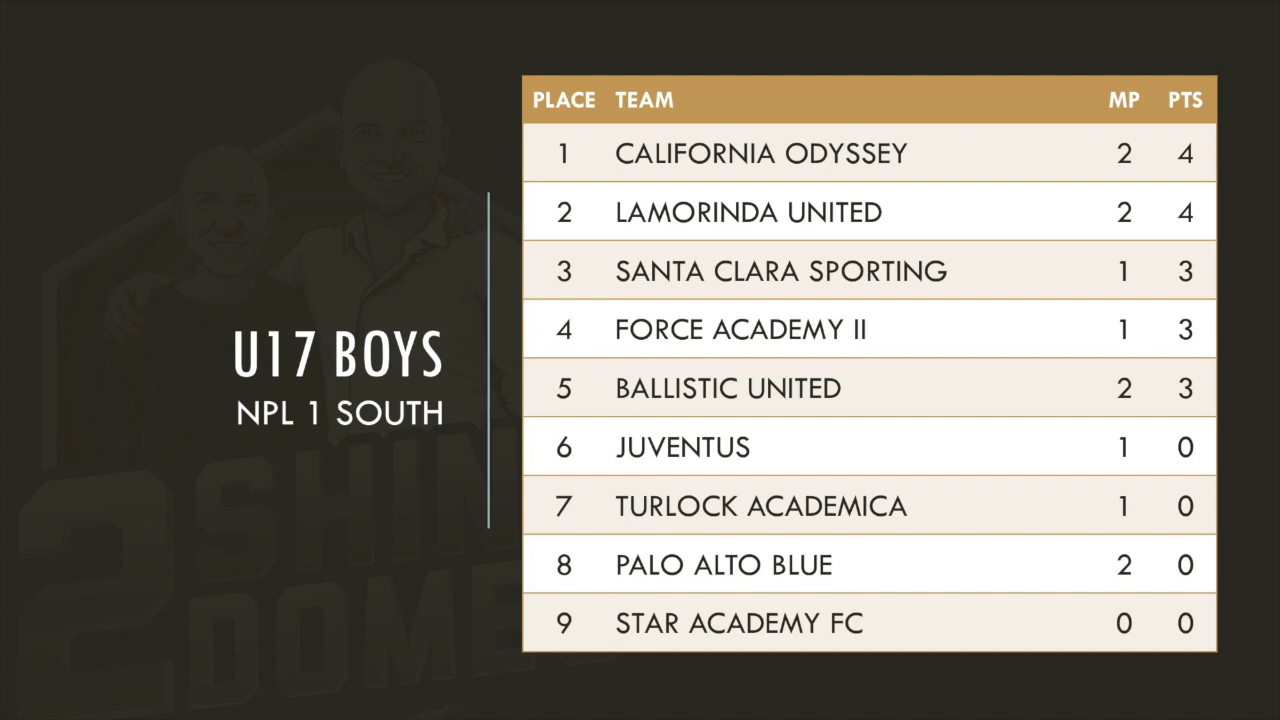 U17 BOYS
NPL 1 SOUTH
PLACE TEAM MP PTS
1 CALIFORNIA ODYSSEY 2 4
2 LAMORINDA UNITED 2 4
3 SANTA CLARA SPORTING 1 3
4 FORCE ACADEMY II 1 3
5 BALLISTIC UNITED 2 3
6 JUVENTUS 1 0
7 TURLOCK ACADEMICA 1 0
8 PALO ALTO BLUE 2 0
9 STAR ACADEMY FC 0 0
2
SHIN
DOME